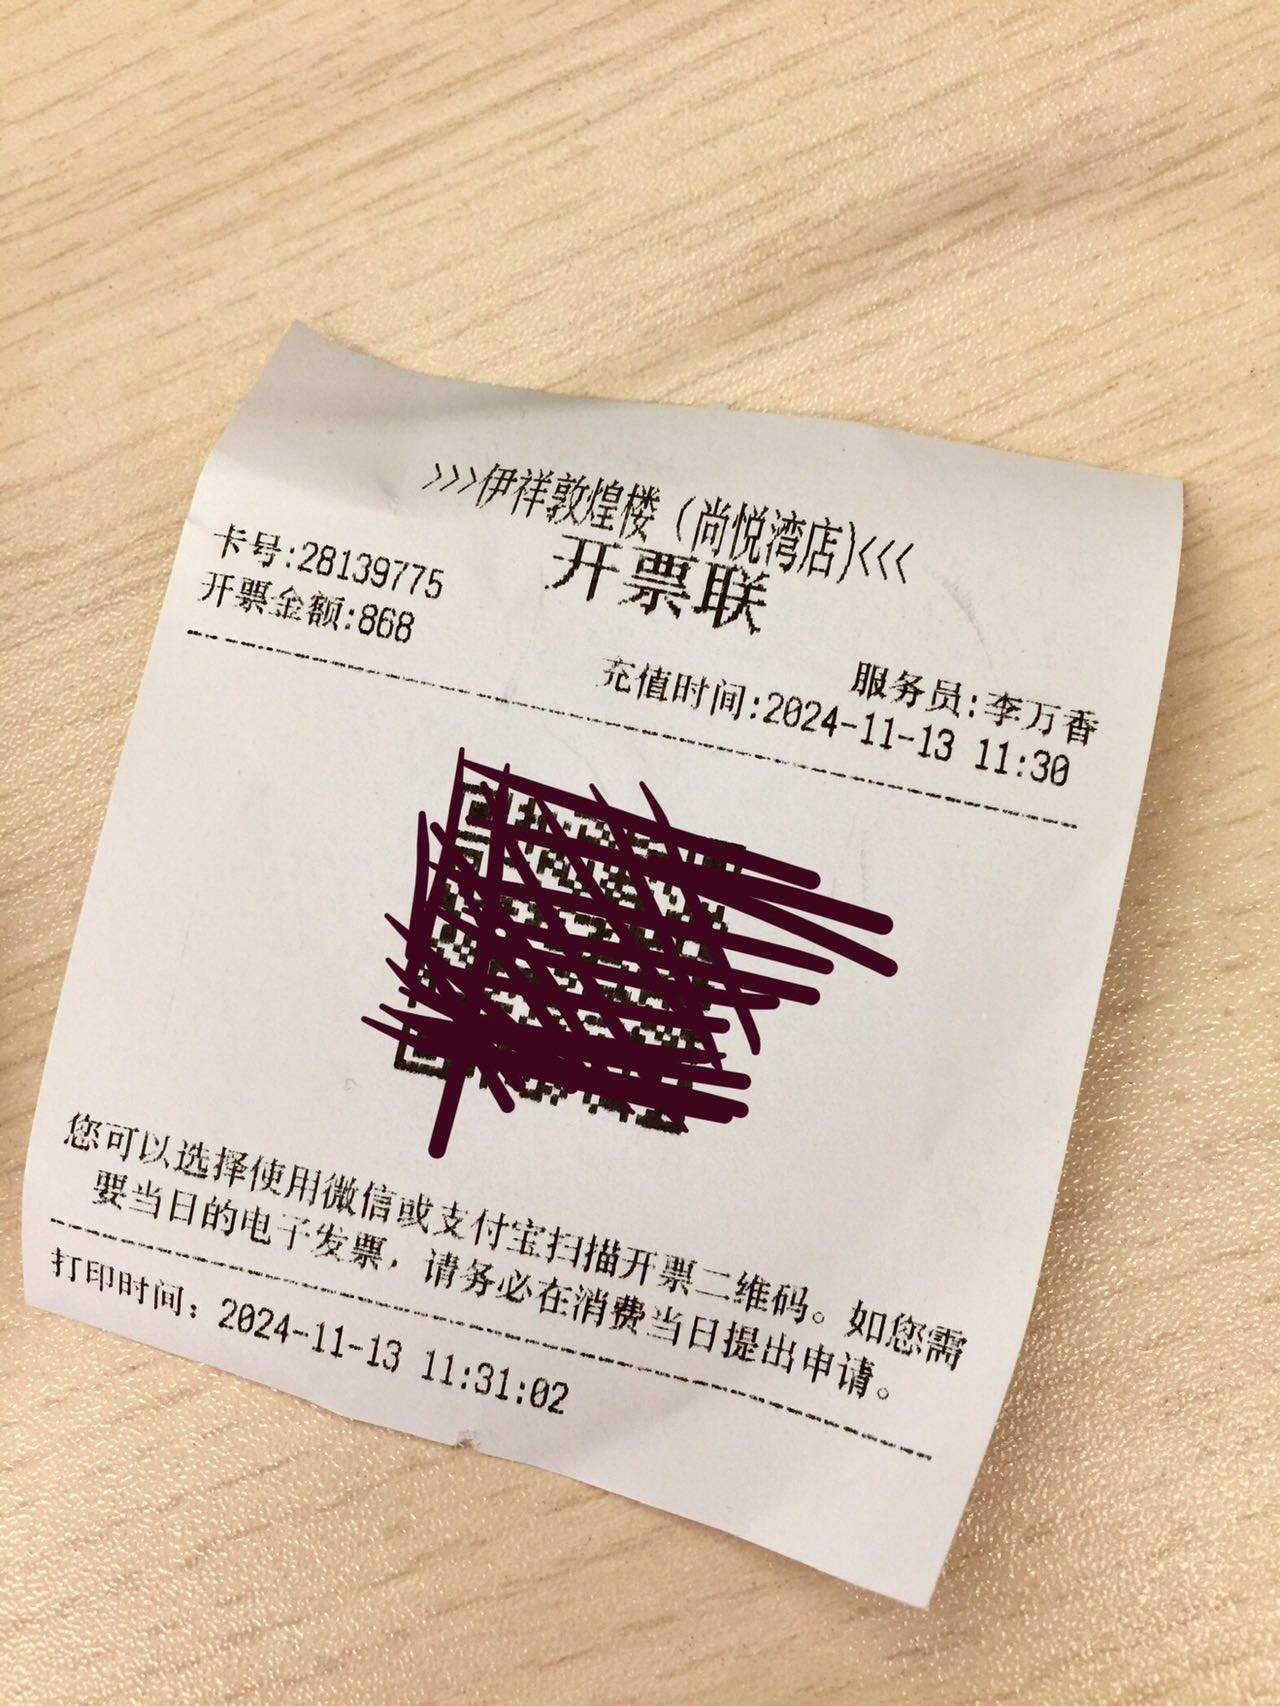 >>>伊祥敦煌楼（尚悦湾店)<<<
开票联
卡号:28139775
开票金额:868
服务员:李万香
充值时间:2024-11-13 11:30
您可以选择使用微信或支付宝扫描开票二维码。如您需
要当日的电子发票，请务必在消费当日提出申请。
打印时间：2024-11-13 11:31:02